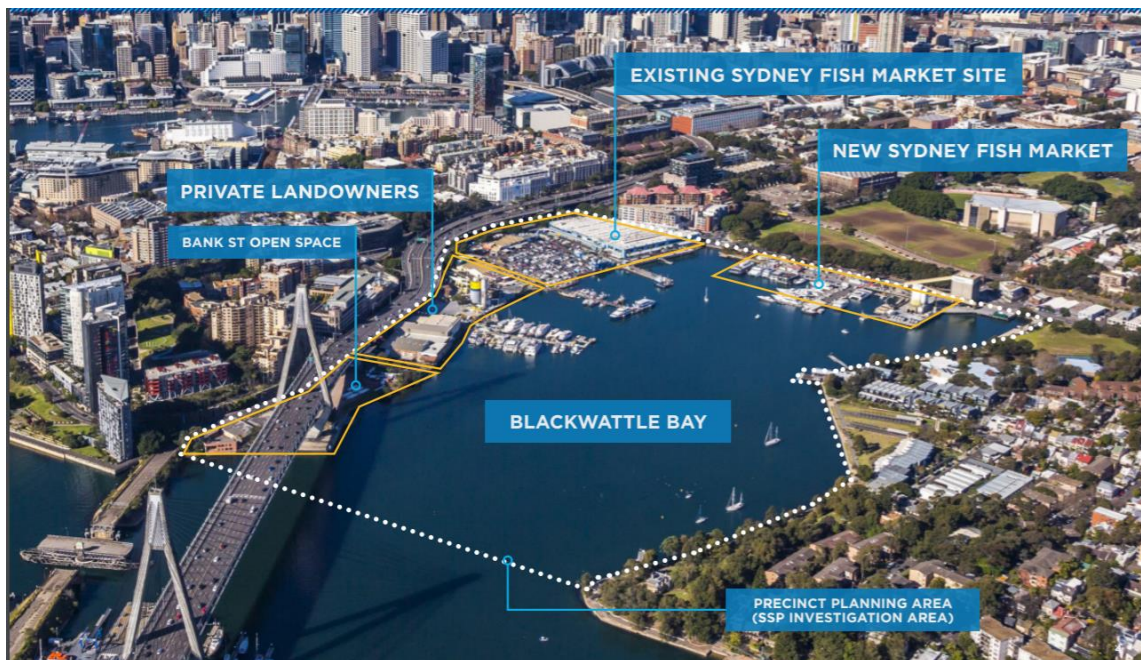 EXISTING SYDNEY FISH MARKET SITE
NEW SYDNEY FISH MARKET
PRIVATE LANDOWNERS
BANK ST OPEN SPACE
BLACKWATTLE BAY
PRECINCT PLANNING AREA
(SSP INVESTIGATION AREA)